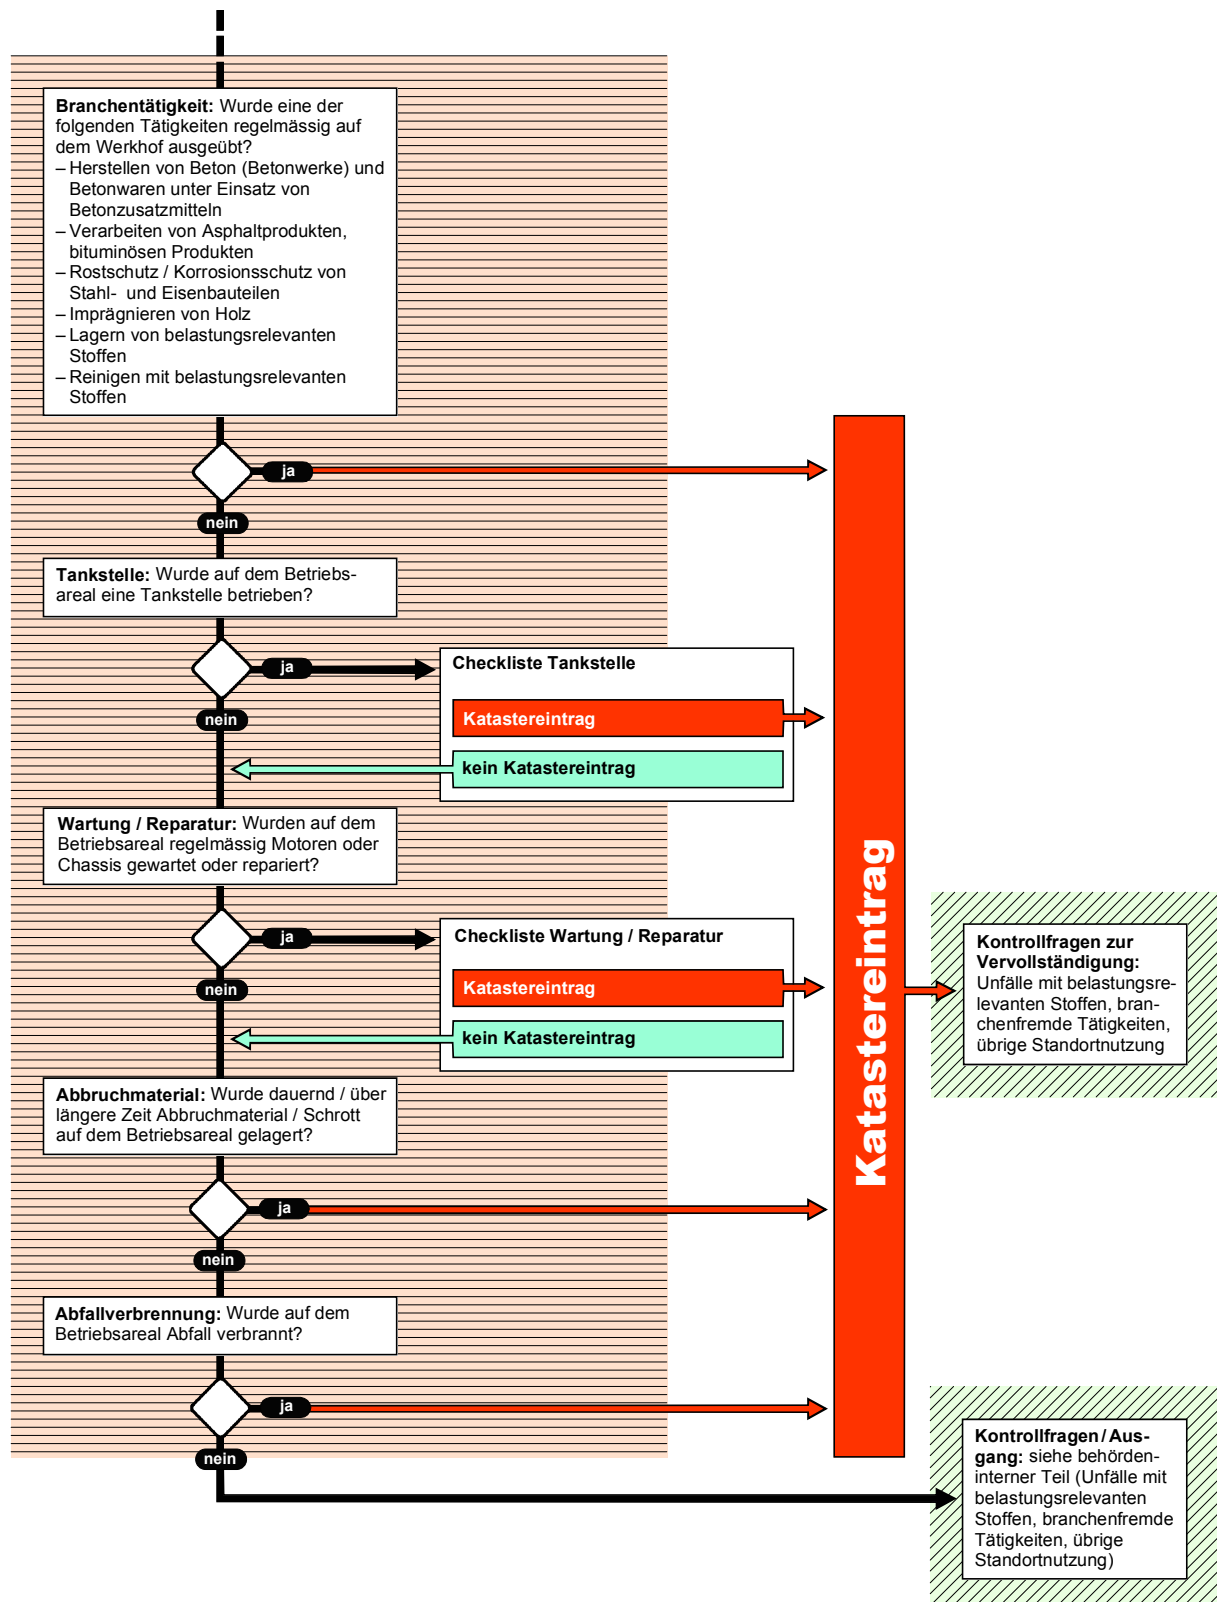 Branchentätigkeit: Wurde eine der
folgenden Tätigkeiten regelmässig auf
dem Werkhof ausgeübt?
– Herstellen von Beton (Betonwerke) und
Betonwaren unter Einsatz von
Betonzusatzmitteln
– Verarbeiten von Asphaltprodukten,
bituminösen Produkten
– Rostschutz / Korrosionsschutz von
Stahl- und Eisenbauteilen
– Imprägnieren von Holz
– Lagern von belastungsrelevanten
Stoffen
– Reinigen mit belastungsrelevanten
Stoffen
ja
nein
Tankstelle: Wurde auf dem Betriebs-
areal eine Tankstelle betrieben?
ja
nein
Checkliste Tankstelle
Katastereintrag
kein Katastereintrag
Wartung / Reparatur: Wurden auf dem
Betriebsareal regelmässig Motoren oder
Chassis gewartet oder repariert?
ja
nein
Checkliste Wartung / Reparatur
Katastereintrag
kein Katastereintrag
Abbruchmaterial: Wurde dauernd / über
längere Zeit Abbruchmaterial / Schrott
auf dem Betriebsareal gelagert?
ja
nein
Abfallverbrennung: Wurde auf dem
Betriebsareal Abfall verbrannt?
ja
nein
Katastereintrag
Kontrollfragen zur
Vervollständigung:
Unfälle mit belastungsre-
levanten Stoffen, bran-
chenfremde Tätigkeiten,
übrige Standortnutzung
Kontrollfragen / Aus-
gang: siehe behörden-
interner Teil (Unfälle mit
belastungsrelevanten
Stoffen, branchenfremde
Tätigkeiten, übrige
Standortnutzung)